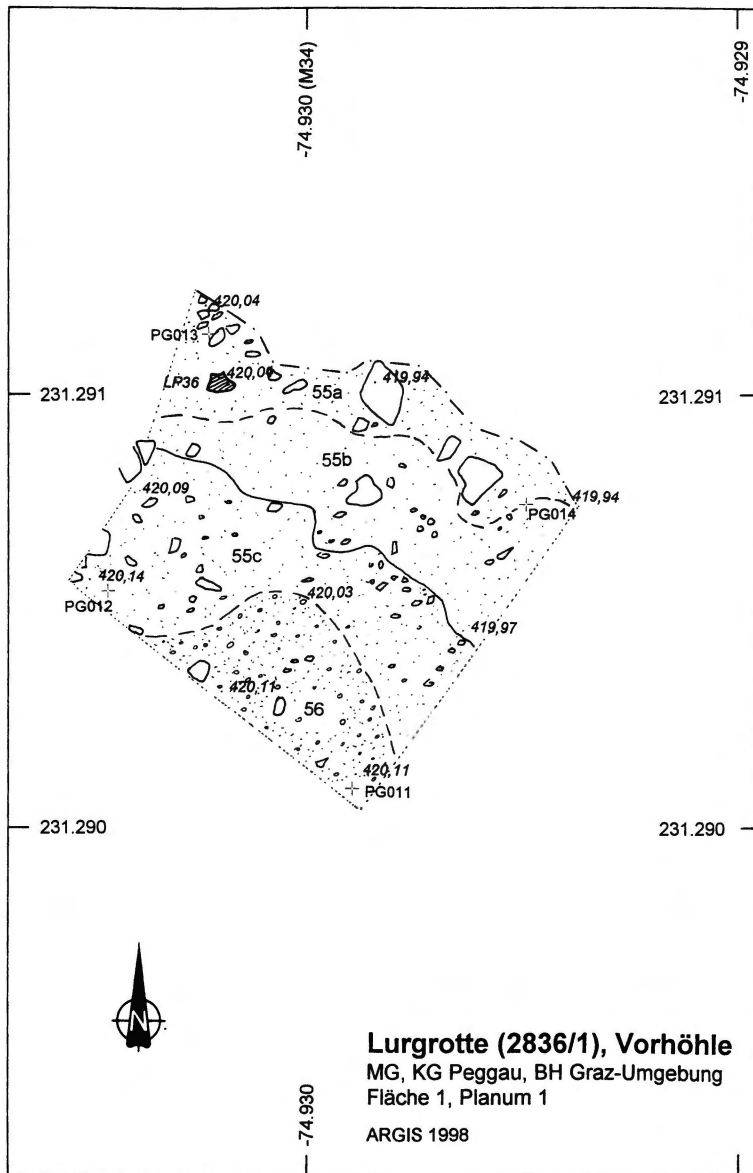 -74.930 (M34)
-74.929
420,04
PG013
LP36
420,00
55a
419,94
231.291
231.291
55b
420,09
419,94
PG014
55c
420,14
PG012
420,03
419,97
420,11
56
420,11
PG011
231.290
231.290
N
Lurgrotte (2836/1), Vorhöhle
MG, KG Peggau, BH Graz-Umgebung
Fläche 1, Planum 1
ARGIS 1998
-74.930